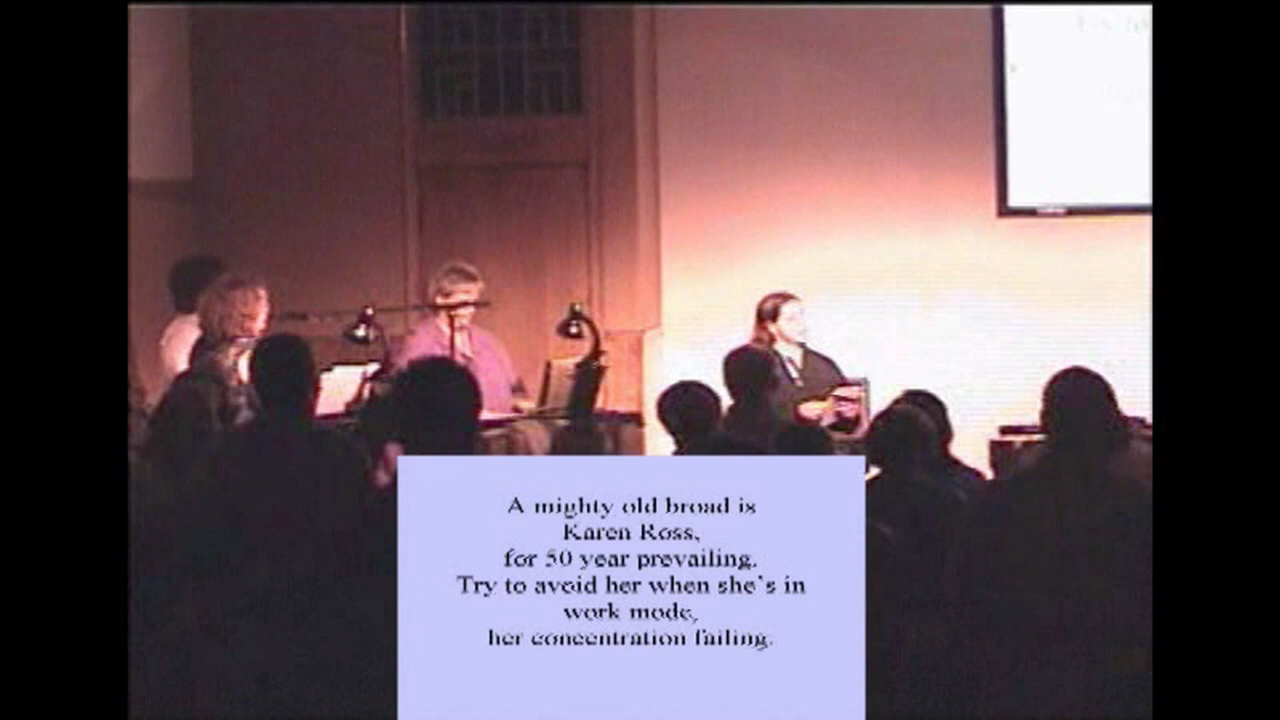 A mighty old broad is
Karen Ross,
for 50 year prevailing.
Try to avoid her when she's in
work mode,
her concentration failing.